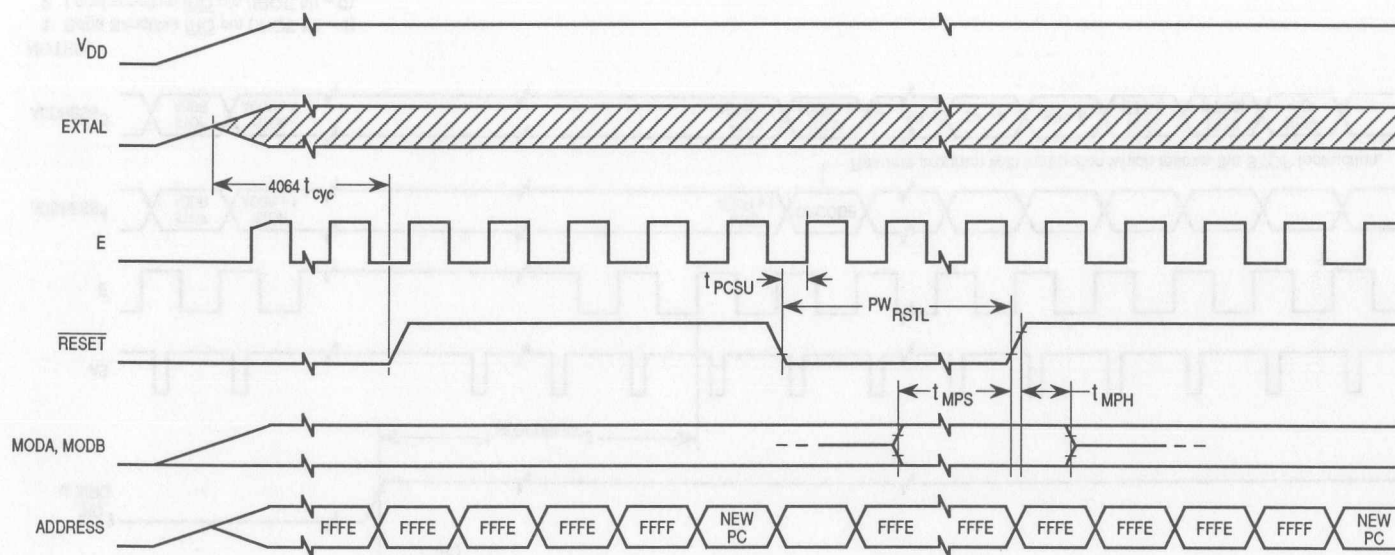 VDD
EXTAL
4064 tcyc
E
tPCSU
PWRSTL
RESET
tMPS
tMPH
MODA, MODB
ADDRESS
FFFE FFFE FFFE FFFE FFFF NEW PC FFFE FFFE FFFE FFFE FFFE FFFF NEW PC